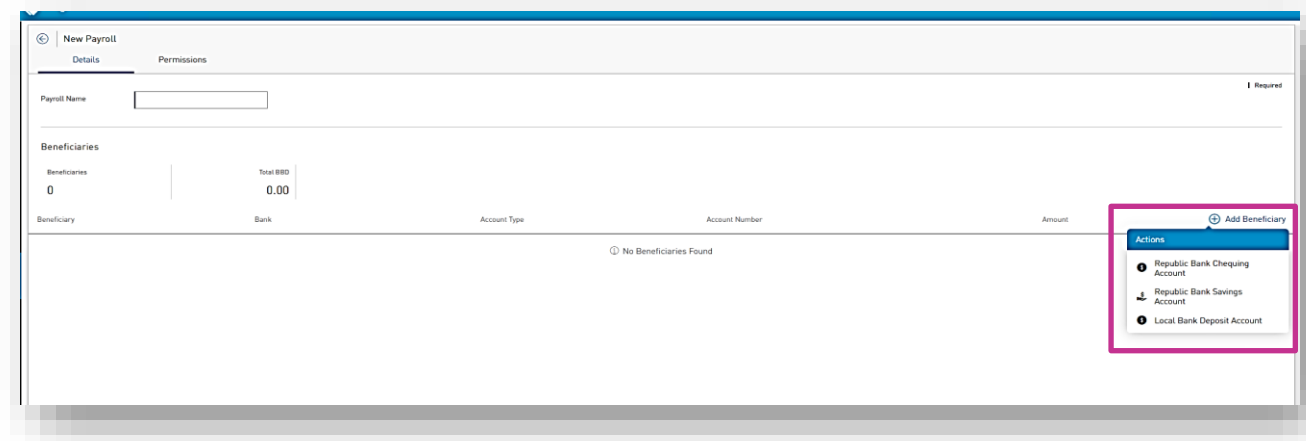 New Payroll
Details Permissions
Required
Payroll Name
Beneficiaries
Beneficiaries Total BBD
0 0.00
Beneficiary Bank Account Type Account Number Amount Add Beneficiary
No Beneficiaries Found
Actions
Republic Bank Chequing
Account
Republic Bank Savings
Account
Local Bank Deposit Account